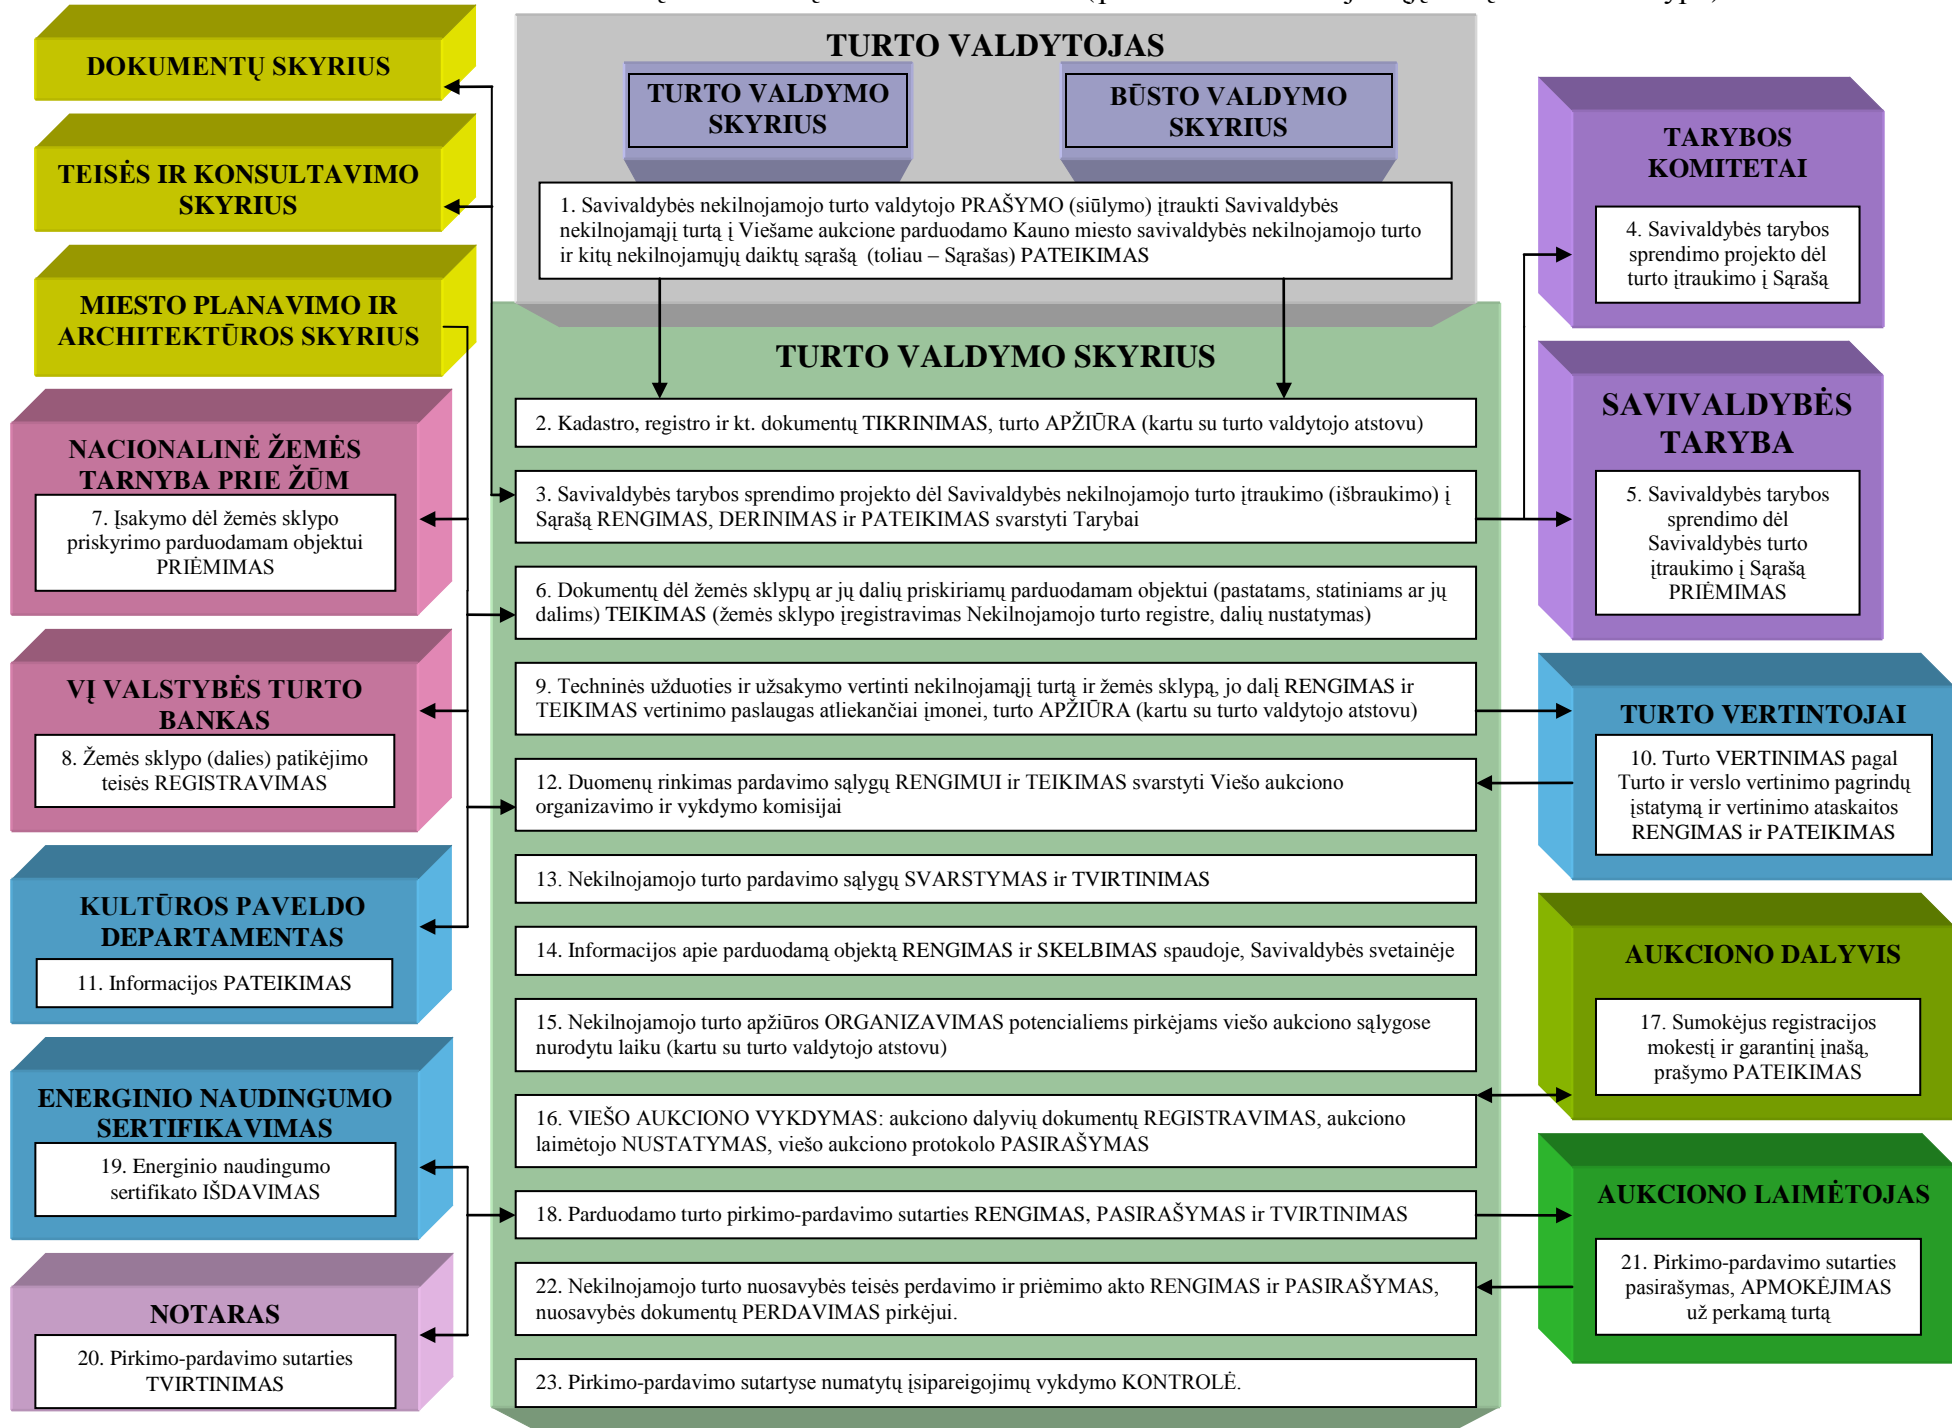 TURTO VALDYTOJAS
TURTO VALDYMO
SKYRIUS
BŪSTO VALDYMO
SKYRIUS
1. Savivaldybės nekilnojamojo turto valdytojo PRAŠYMO (siūlymo) įtraukti Savivaldybės
nekilnojamąjį turtą į Viešame aukcione parduodamo Kauno miesto savivaldybės nekilnojamojo turto
ir kitų nekilnojamųjų daiktų sąrašą (toliau – Sąrašas) PATEIKIMAS
DOKUMENTŲ SKYRIUS
TEISĖS IR KONSULTAVIMO
SKYRIUS
MIESTO PLANAVIMO IR
ARCHITEKTŪROS SKYRIUS
NACIONALINĖ ŽEMĖS
TARNYBA PRIE ŽŪM
7. Įsakymo dėl žemės sklypo
priskyrimo parduodamam objektui
PRIĖMIMAS
VĮ VALSTYBĖS TURTO
BANKAS
8. Žemės sklypo (dalies) patikėjimo
teisės REGISTRAVIMAS
KULTŪROS PAVELDO
DEPARTAMENTAS
11. Informacijos PATEIKIMAS
ENERGINIO NAUDINGUMO
SERTIFIKAVIMAS
19. Energinio naudingumo
sertifikato IŠDAVIMAS
NOTARAS
20. Pirkimo-pardavimo sutarties
TVIRTINIMAS
TURTO VALDYMO SKYRIUS
2. Kadastro, registro ir kt. dokumentų TIKRINIMAS, turto APŽIŪRA (kartu su turto valdytojo atstovu)
3. Savivaldybės tarybos sprendimo projekto dėl Savivaldybės nekilnojamojo turto įtraukimo (išbraukimo) į
Sąrašą RENGIMAS, DERINIMAS ir PATEIKIMAS svarstyti Tarybai
6. Dokumentų dėl žemės sklypų ar jų dalių priskiriamų parduodamam objektui (pastatams, statiniams ar jų
dalims) TEIKIMAS (žemės sklypo įregistravimas Nekilnojamojo turto registre, dalių nustatymas)
9. Techninės užduoties ir užsakymo vertinti nekilnojamąjį turtą ir žemės sklypą, jo dalį RENGIMAS ir
TEIKIMAS vertinimo paslaugas atliekančiai įmonei, turto APŽIŪRA (kartu su turto valdytojo atstovu)
12. Duomenų rinkimas pardavimo sąlygų RENGIMUI ir TEIKIMAS svarstyti Viešo aukciono
organizavimo ir vykdymo komisijai
13. Nekilnojamojo turto pardavimo sąlygų SVARSTYMAS ir TVIRTINIMAS
14. Informacijos apie parduodamą objektą RENGIMAS ir SKELBIMAS spaudoje, Savivaldybės svetainėje
15. Nekilnojamojo turto apžiūros ORGANIZAVIMAS potencialiems pirkėjams viešo aukciono sąlygose
nurodytu laiku (kartu su turto valdytojo atstovu)
16. VIEŠO AUKCIONO VYKDYMAS: aukciono dalyvių dokumentų REGISTRAVIMAS, aukciono
laimėtojo NUSTATYMAS, viešo aukciono protokolo PASIRAŠYMAS
18. Parduodamo turto pirkimo-pardavimo sutarties RENGIMAS, PASIRAŠYMAS ir TVIRTINIMAS
22. Nekilnojamojo turto nuosavybės teisės perdavimo ir priėmimo akto RENGIMAS ir PASIRAŠYMAS,
nuosavybės dokumentų PERDAVIMAS pirkėjui.
23. Pirkimo-pardavimo sutartyse numatytų įsipareigojimų vykdymo KONTROLĖ.
TARYBOS
KOMITETAI
4. Savivaldybės tarybos
sprendimo projekto dėl
turto įtraukimo į Sąrašą
SAVIVALDYBĖS
TARYBA
5. Savivaldybės tarybos
sprendimo dėl
Savivaldybės turto
įtraukimo į Sąrašą
PRIĖMIMAS
TURTO VERTINTOJAI
10. Turto VERTINIMAS pagal
Turto ir verslo vertinimo pagrindų
įstatymą ir vertinimo ataskaitos
RENGIMAS ir PATEIKIMAS
AUKCIONO DALYVIS
17. Sumokėjus registracijos
mokestį ir garantinį įnašą,
prašymo PATEIKIMAS
AUKCIONO LAIMĖTOJAS
21. Pirkimo-pardavimo sutarties
pasirašymas, APMOKĖJIMAS
už perkamą turtą